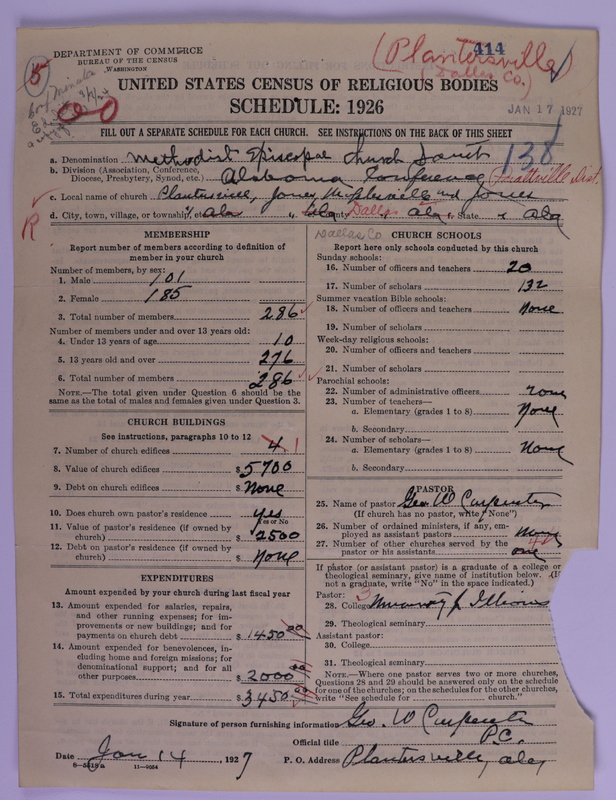 DEPARTMENT OF COMMERCE
BUREAU OF THE CENSUS
WASHINGTON
5
414
(Plantersville
(Dallas Co.)
UNITED STATES CENSUS OF RELIGIOUS BODIES
SCHEDULE: 1926
JAN 17 1927
FILL OUT A SEPARATE SCHEDULE FOR EACH CHURCH. SEE INSTRUCTIONS ON THE BACK OF THIS SHEET
138
a. Denomination Methodist Episcopal Church South
b. Division (Association, Conference, Diocese, Presbytery, Synod, etc.) Alabama Conference (Prattville Dist.
c. Local name of church Plantersville, Jones, Maplesville and Jones
d. City, town, village, or township Ala County Dallas Ala State Ala
R
Dallas Co
MEMBERSHIP
Report number of members according to definition of
member in your church
Number of members, by sex:
1. Male 101
2. Female 185
3. Total number of members 286
Number of members under and over 13 years old:
4. Under 13 years of age 10
5. 13 years old and over 276
6. Total number of members 286
NOTE.—The total given under Question 6 should be
same as the total of males and females given under Question 3.
CHURCH BUILDINGS
See instructions, paragraphs 10 to 12
7. Number of church edifices 4 1
8. Value of church edifices $5700
9. Debt on church edifices $None
10. Does church own pastor's residence? Yes
Yes or No
11. Value of pastor's residence (if owned by
church) $2500
12. Debt on pastor's residence (if owned by
church) $None
EXPENDITURES
Amount expended by your church during last fiscal year
13. Amount expended for salaries, repairs,
and other running expenses; for im-
provements or new buildings; and for
payments on church debt $1450 00
14. Amount expended for benevolences, in-
cluding home and foreign missions; for
denominational support; and for all
other purposes $2000 00
15. Total expenditures during year $3450 00
CHURCH SCHOOLS
Report here only schools conducted by this church
Sunday schools:
16. Number of officers and teachers 20
17. Number of scholars 132
Summer vacation Bible schools:
18. Number of officers and teachers None
19. Number of scholars
Week-day religious schools:
20. Number of officers and teachers
21. Number of scholars
Parochial schools:
22. Number of administrative officers None
23. Number of teachers—
a. Elementary (grades 1 to 8) None
b. Secondary
24. Number of scholars—
a. Elementary (grades 1 to 8) None
b. Secondary
PASTOR
25. Name of pastor Geo. W Carpenter
(If church has no pastor, write "None")
26. Number of ordained ministers, if any, em-
ployed as assistant pastors None
27. Number of other churches served by the
pastor or his assistants one
If pastor (or assistant pastor) is a graduate of a college or
theological seminary, give name of institution below. (If
not a graduate, write "No" in the space indicated.)
Pastor:
28. College Illinois
29. Theological seminary
Assistant pastor:
30. College
31. Theological seminary
NOTE.—Where one pastor serves two or more churches,
Questions 28 and 29 should be answered only on the schedule
for one of the churches; on the schedules for the other churches,
write "See schedule for church."
Signature of person furnishing information Geo. W Carpenter
Official title P.C.
Date Jan 14, 1927 P. O. Address Plantersville, Ala
6—5519a 11—9684